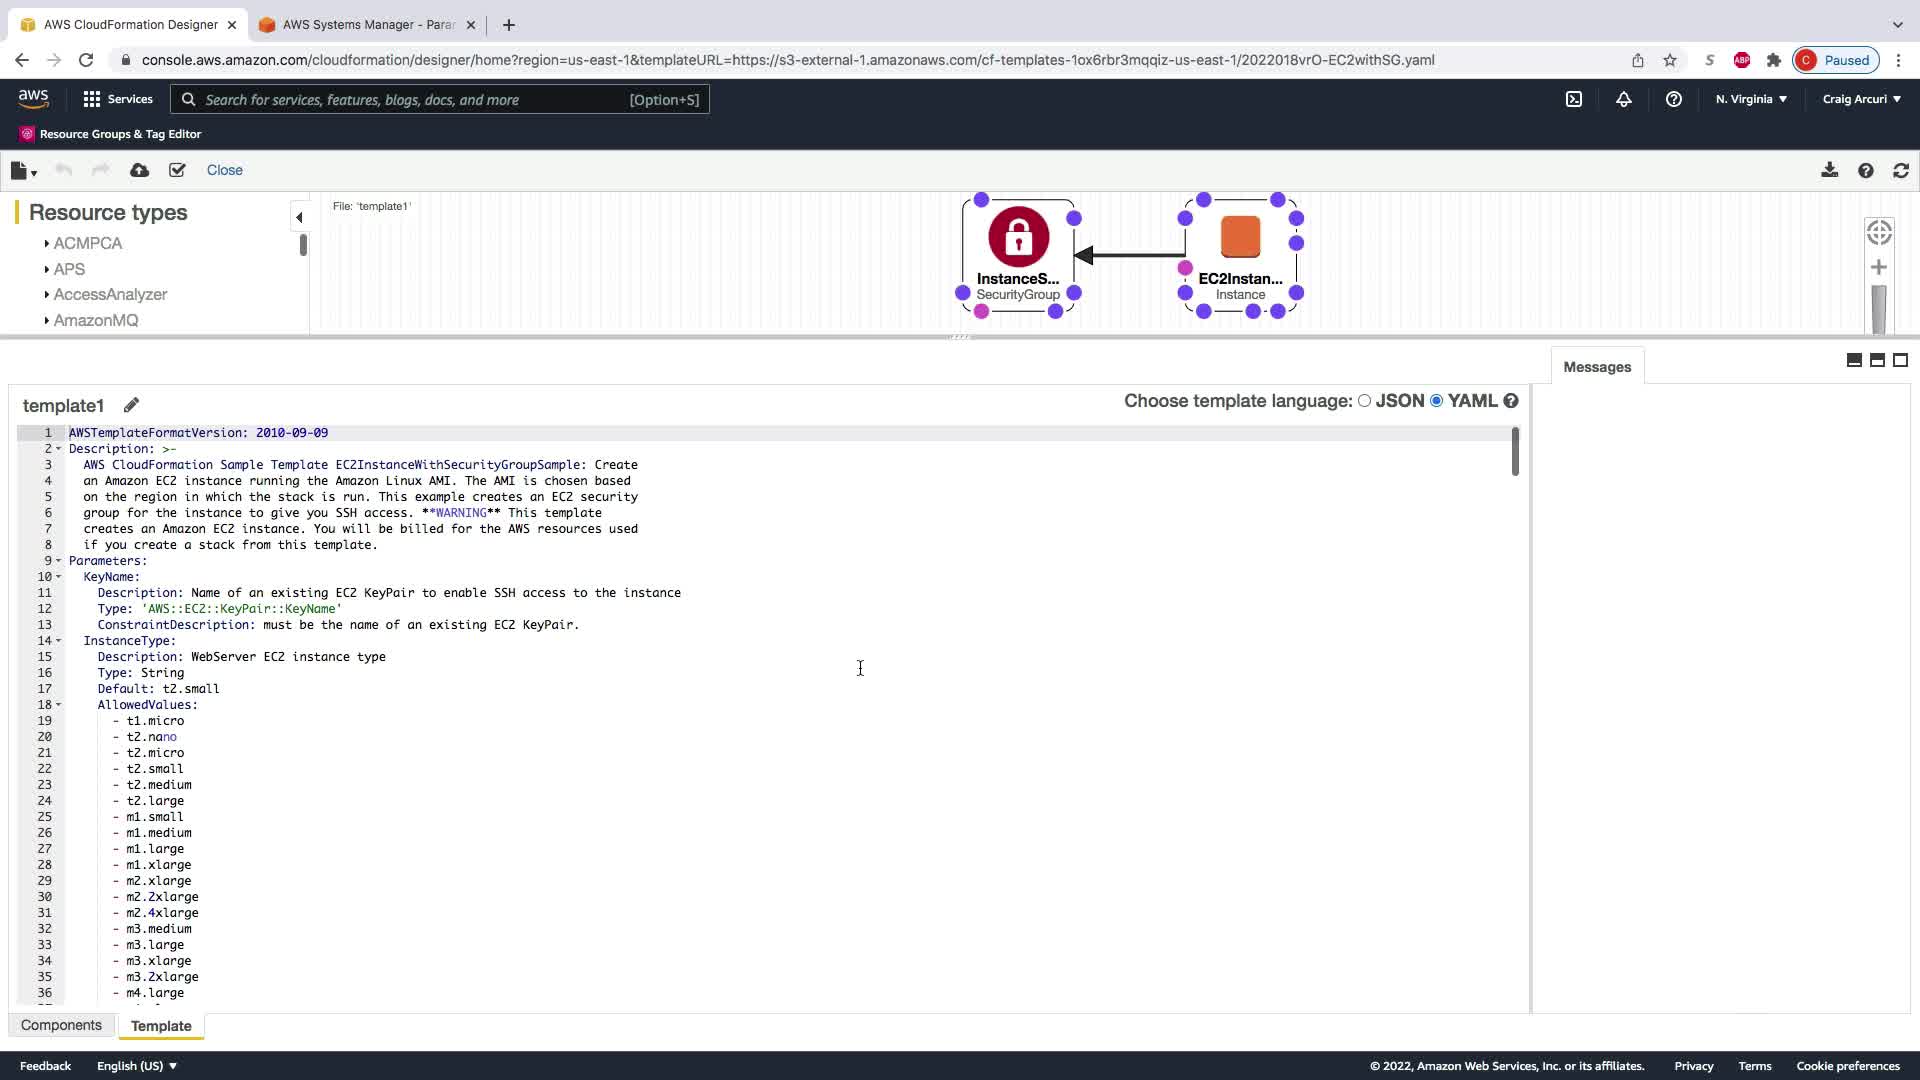 AWS CloudFormation Designer
AWS Systems Manager - Para
console.aws.amazon.com/cloudformation/designer/home?region=us-east-1&templateURL=https://s3-external-1.amazonaws.com/cf-templates-1ox6rbr3mqqiz-us-east-1/2022018vrO-EC2withSG.yaml
S
ABP
C Paused
aws
Services
Search for services, features, blogs, docs, and more [Option+S]
N. Virginia
Craig Arcuri
Resource Groups & Tag Editor
Close
Resource types
ACMPCA
APS
AccessAnalyzer
AmazonMQ
File: 'template1'
InstanceS...
SecurityGroup
EC2Instan...
Instance
Messages
template1
Choose template language: JSON YAML
1 AWSTemplateFormatVersion: 2010-09-09
2 Description: >-
3 AWS CloudFormation Sample Template EC2InstanceWithSecurityGroupSample: Create
4 an Amazon EC2 instance running the Amazon Linux AMI. The AMI is chosen based
5 on the region in which the stack is run. This example creates an EC2 security
6 group for the instance to give you SSH access. **WARNING** This template
7 creates an Amazon EC2 instance. You will be billed for the AWS resources used
8 if you create a stack from this template.
9 Parameters:
10 KeyName:
11 Description: Name of an existing EC2 KeyPair to enable SSH access to the instance
12 Type: 'AWS::EC2::KeyPair::KeyName'
13 ConstraintDescription: must be the name of an existing EC2 KeyPair.
14 InstanceType:
15 Description: WebServer EC2 instance type
16 Type: String
17 Default: t2.small
18 AllowedValues:
19 - t1.micro
20 - t2.nano
21 - t2.micro
22 - t2.small
23 - t2.medium
24 - t2.large
25 - m1.small
26 - m1.medium
27 - m1.large
28 - m1.xlarge
29 - m2.xlarge
30 - m2.2xlarge
31 - m2.4xlarge
32 - m3.medium
33 - m3.large
34 - m3.xlarge
35 - m3.2xlarge
36 - m4.large
Components
Template
Feedback
English (US)
© 2022, Amazon Web Services, Inc. or its affiliates.
Privacy
Terms
Cookie preferences